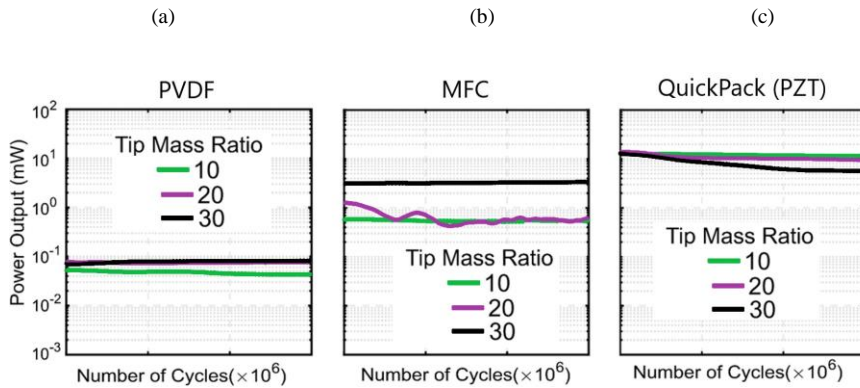 (a) (b) (c)
PVDF MFC QuickPack (PZT)
Power Output (mW)
10²
10¹
10⁰
10⁻¹
10⁻²
10⁻³
Tip Mass Ratio
10
20
30
Tip Mass Ratio
10
20
30
Tip Mass Ratio
10
20
30
Number of Cycles(×10⁶) Number of Cycles(×10⁶) Number of Cycles(×10⁶)